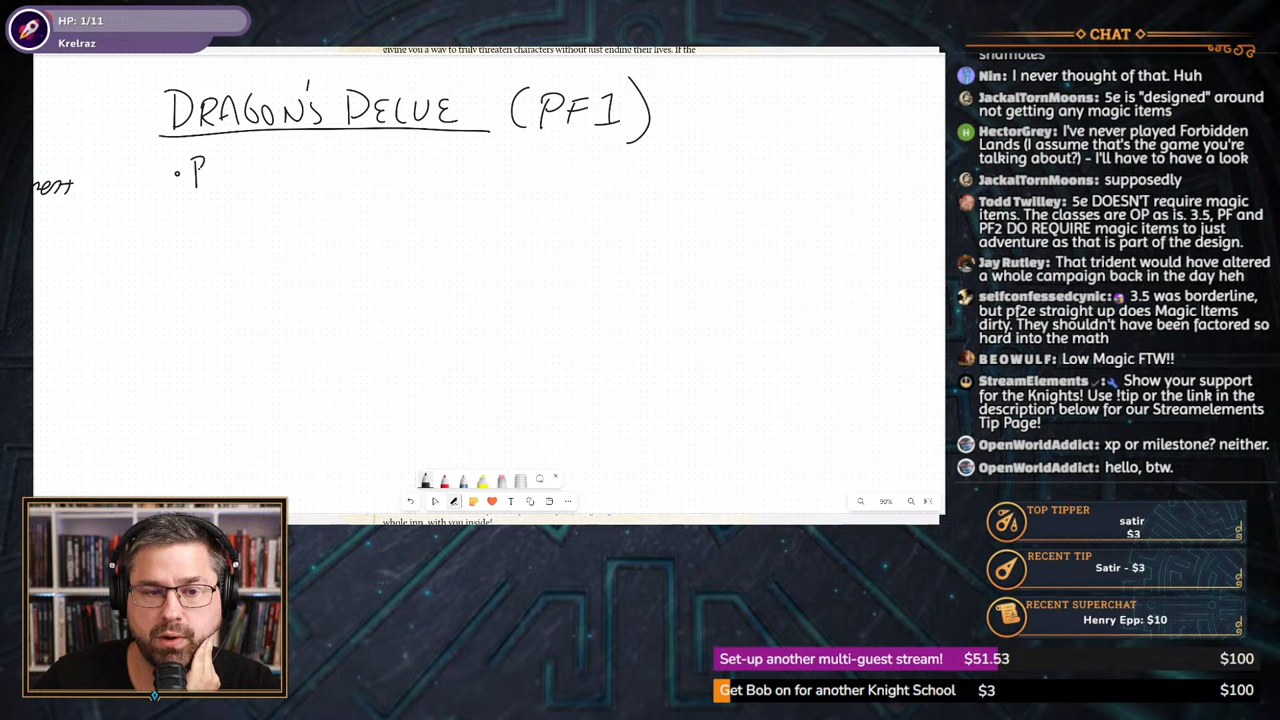 HP: 1/11
Krelraz
giving you a way to truly threaten characters without just ending their lives. If the
DRAGON'S DELVE (PF1)
• P
whole inn, with you inside!
90%
CHAT
shamoles
Nin: I never thought of that. Huh
JackalTornMoons: 5e is "designed" around
not getting any magic items
H
HectorGrey: I've never played Forbidden
Lands (I assume that's the game you're
talking about?) - I'll have to have a look
JackalTornMoons: supposedly
Todd Twilley: 5e DOESN'T require magic
items. The classes are OP as is. 3.5, PF and
PF2 DO REQUIRE magic items to just
adventure as that is part of the design.
Jay Rutley: That trident would have altered
a whole campaign back in the day heh
selfconfessedcynic: 3.5 was borderline,
but pf2e straight up does Magic Items
dirty. They shouldn't have been factored so
hard into the math
BEOWULF: Low Magic FTW!!
StreamElements: Show your support
for the Knights! Use !tip or the link in the
description below for our Streamelements
Tip Page!
OpenWorldAddict: xp or milestone? neither.
OpenWorldAddict: hello, btw.
TOP TIPPER
satir
$3
RECENT TIP
Satir - $3
RECENT SUPERCHAT
Henry Epp: $10
Set-up another multi-guest stream! $51.53 $100
Get Bob on for another Knight School $3 $100